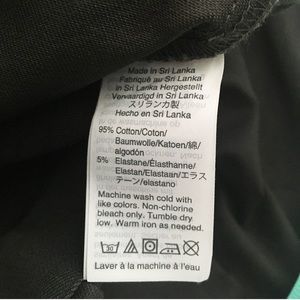 Made in Sri Lanka
Fabriqué au Sri Lanka
In Sri Lanka Hergestellt
Vervaardigd in Sri Lanka
スリランカ製
Hecho en Sri Lanka
95% Cotton/Coton/
Baumwolle/Katoen/綿/
algodón
5% Elastane/Élasthanne/
Elastan/Elastaan/エラス
テーン/elastano
Machine wash cold with
like colors. Non-chlorine
bleach only. Tumble dry
low. Warm iron as needed.
30
Laver à la machine à l'eau